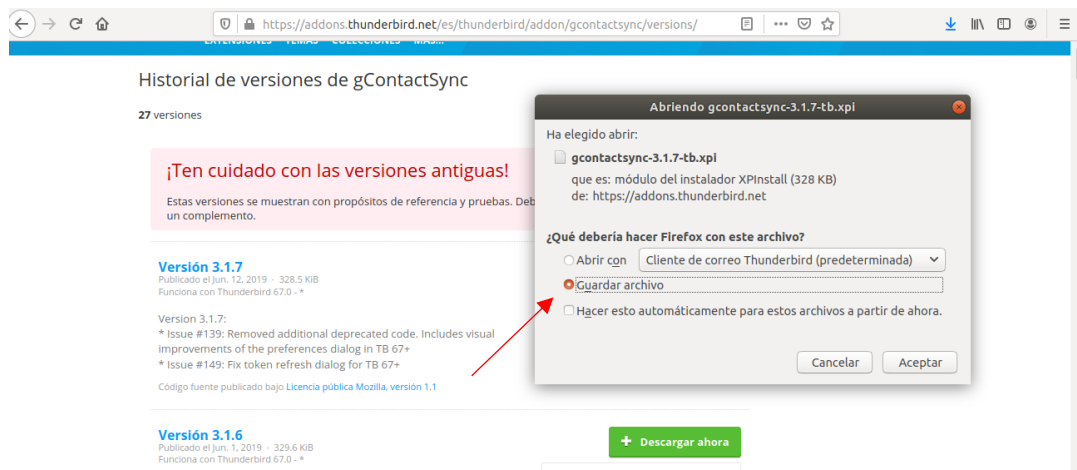 https://addons.thunderbird.net/es/thunderbird/addon/gcontactsync/versions/
EXTENSIONES TEMAS COLECCIONES MÁS...
Historial de versiones de gContactSync
27 versiones
¡Ten cuidado con las versiones antiguas!
Estas versiones se muestran con propósitos de referencia y pruebas. Deb
un complemento.
Versión 3.1.7
Publicado el Jun. 12, 2019 · 328.5 KiB
Funciona con Thunderbird 67.0 - *
Version 3.1.7:
* Issue #139: Removed additional deprecated code. Includes visual
improvements of the preferences dialog in TB 67+
* Issue #149: Fix token refresh dialog for TB 67+
Código fuente publicado bajo Licencia pública Mozilla, versión 1.1
Versión 3.1.6
Publicado el Jun. 1, 2019 · 329.6 KiB
Funciona con Thunderbird 67.0 - *
+ Descargar ahora
Abriendo gcontactsync-3.1.7-tb.xpi
Ha elegido abrir:
gcontactsync-3.1.7-tb.xpi
que es: módulo del instalador XPInstall (328 KB)
de: https://addons.thunderbird.net
¿Qué debería hacer Firefox con este archivo?
Abrir con Cliente de correo Thunderbird (predeterminada)
Guardar archivo
Hacer esto automáticamente para estos archivos a partir de ahora.
Cancelar Aceptar